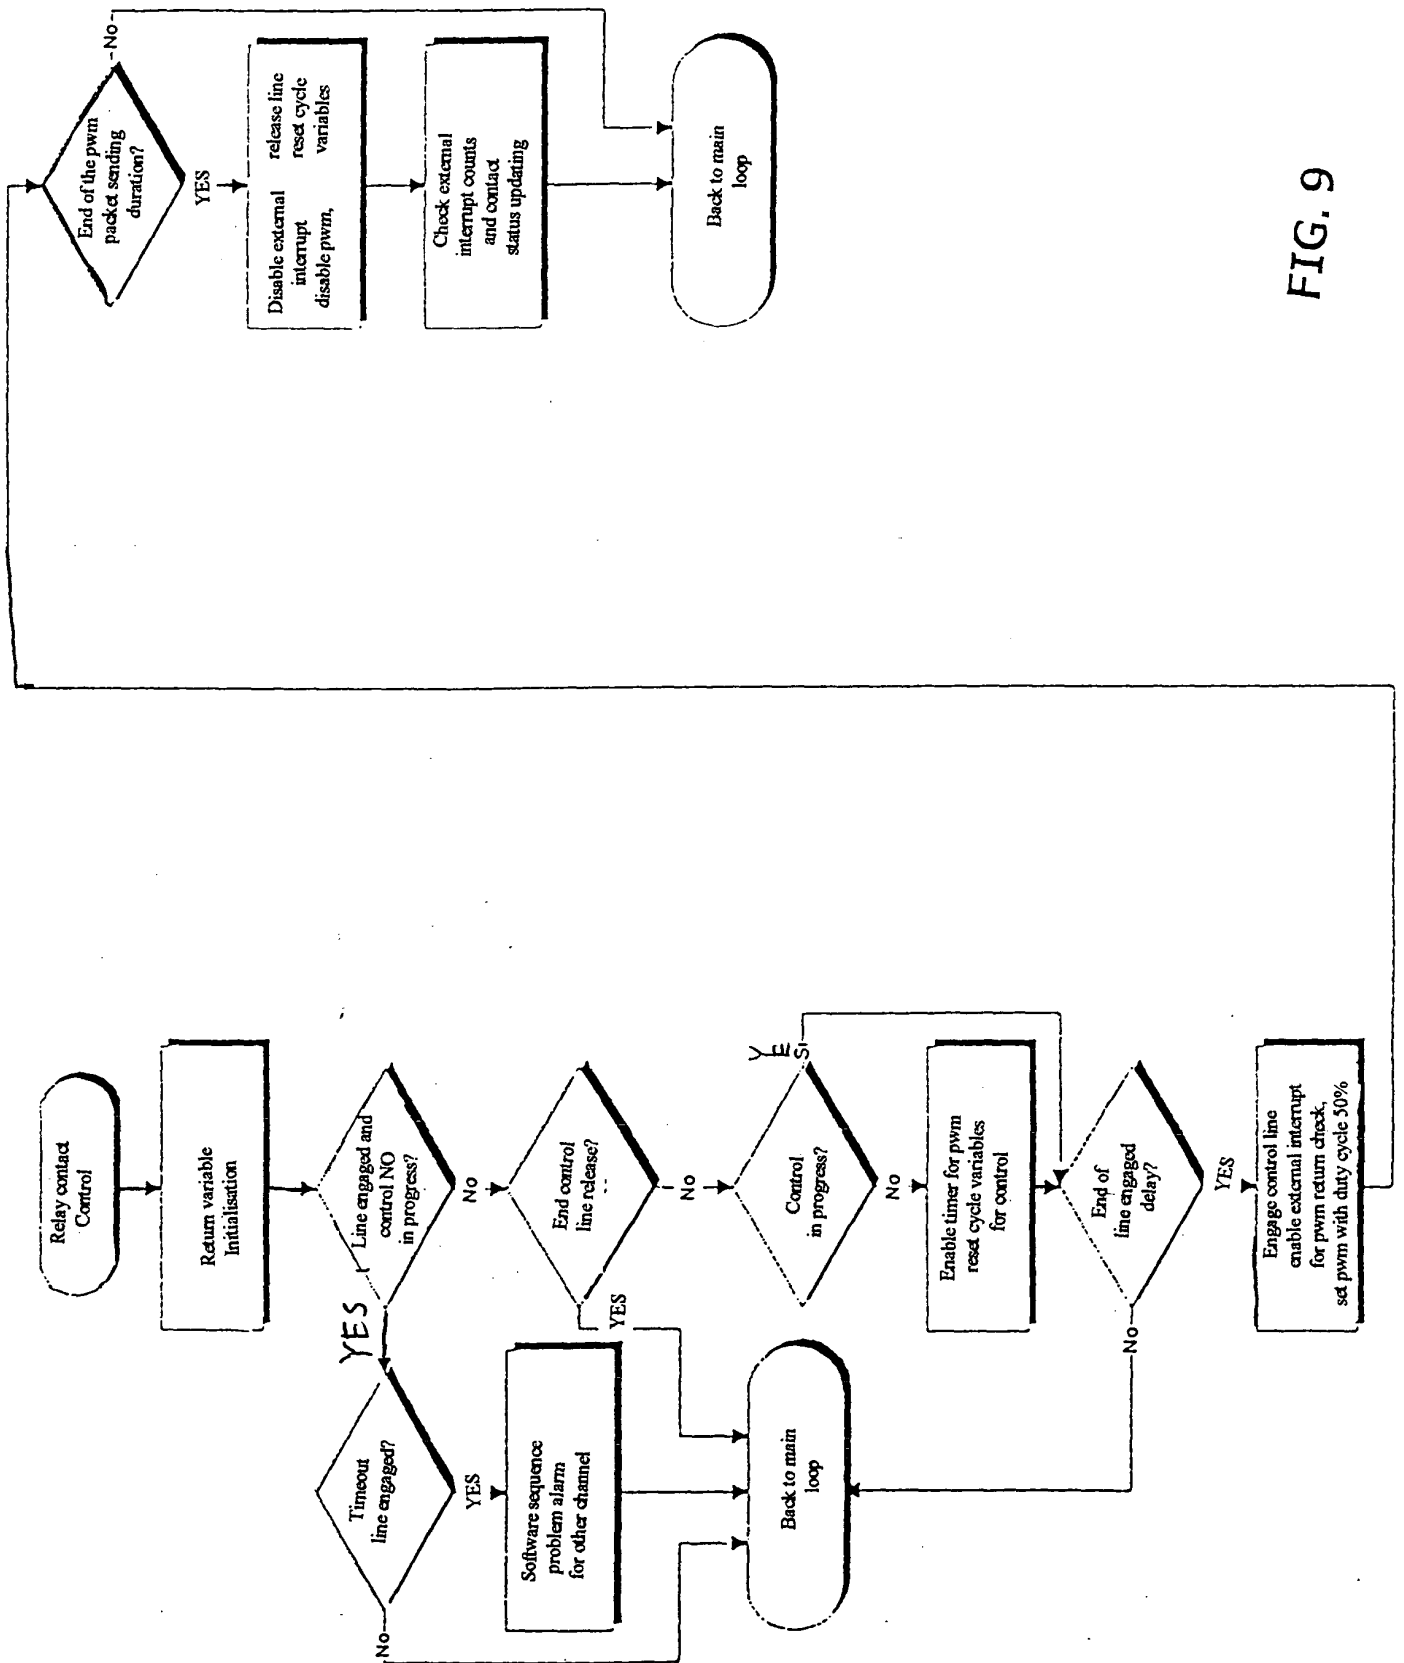 Relay contact
Control
Return variable
Initialisation
Line engaged and
control NO
in progress?
YES
No
Timeout
line engaged?
No
YES
Software sequence
problem alarm
for other channel
End control
line release?
YES
No
Control
in progress?
YE
SI
No
Enable timer for pwm
reset cycle variables
for control
Back to main
loop
End of
line engaged
delay?
No
YES
Engage control line
enable external interrupt
for pwm return check,
set pwm with duty cycle 50%
End of the pwm
packet sending
duration?
No
YES
Disable external release line
interrupt reset cycle
disable pwm, variables
Check external
interrupt counts
and contact
status updating
Back to main
loop
FIG. 9